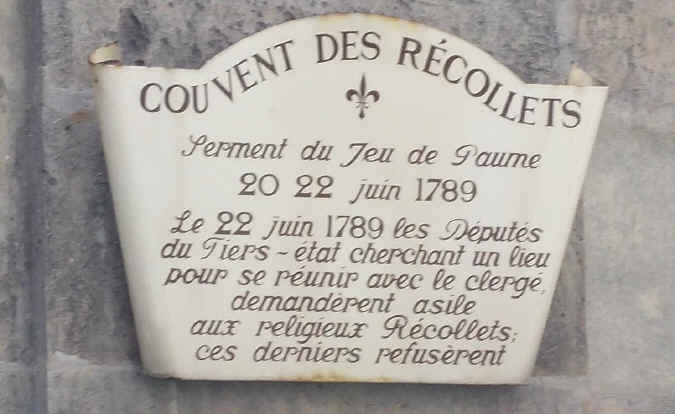 COUVENT DES RÉCOLLETS
Serment du Jeu de Paume
20 22 juin 1789
Le 22 juin 1789 les Députés
du Tiers-état cherchant un lieu
pour se réunir avec le clergé,
demandèrent asile
aux religieux Récollets;
ces derniers refusèrent